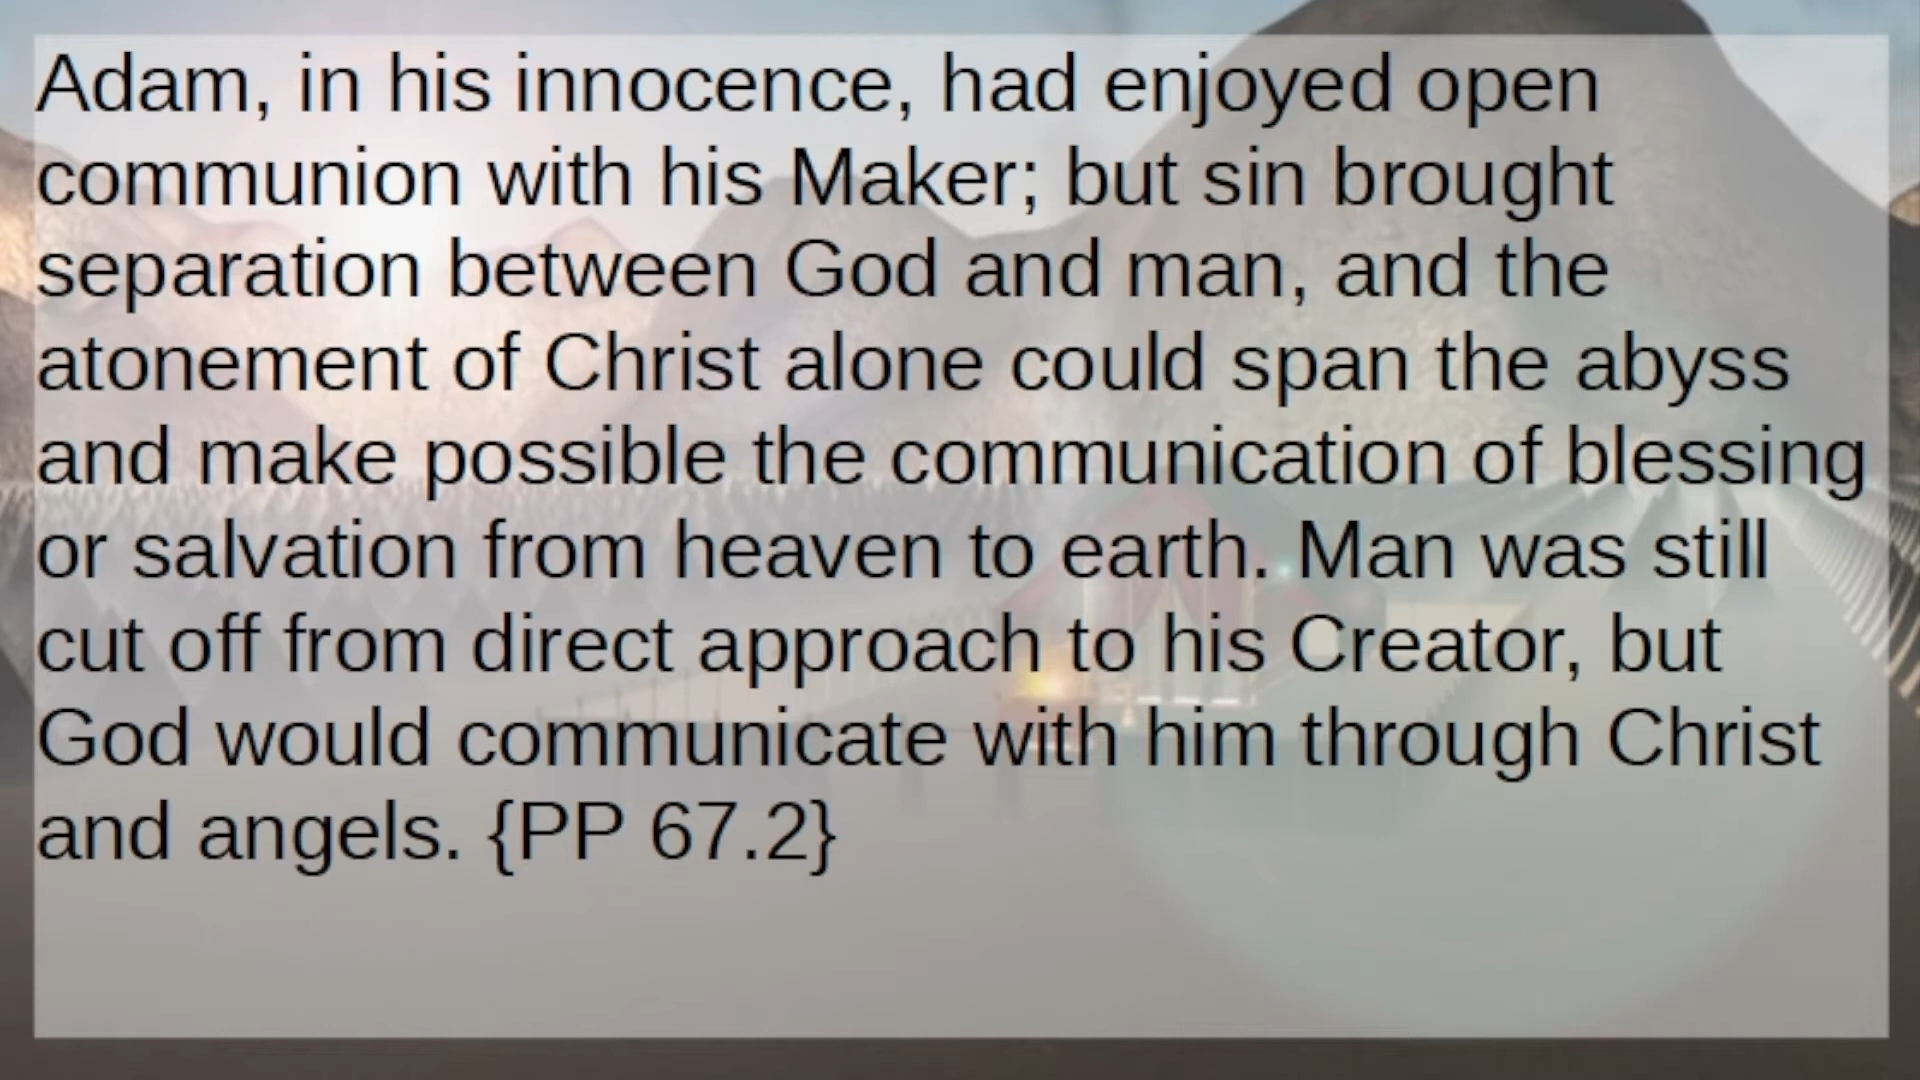 Adam, in his innocence, had enjoyed open
communion with his Maker; but sin brought
separation between God and man, and the
atonement of Christ alone could span the abyss
and make possible the communication of blessing
or salvation from heaven to earth. Man was still
cut off from direct approach to his Creator, but
God would communicate with him through Christ
and angels. {PP 67.2}